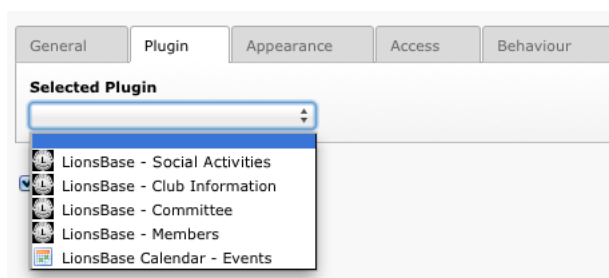 General Plugin Appearance Access Behaviour
Selected Plugin
LionsBase - Social Activities
LionsBase - Club Information
LionsBase - Committee
LionsBase - Members
LionsBase Calendar - Events